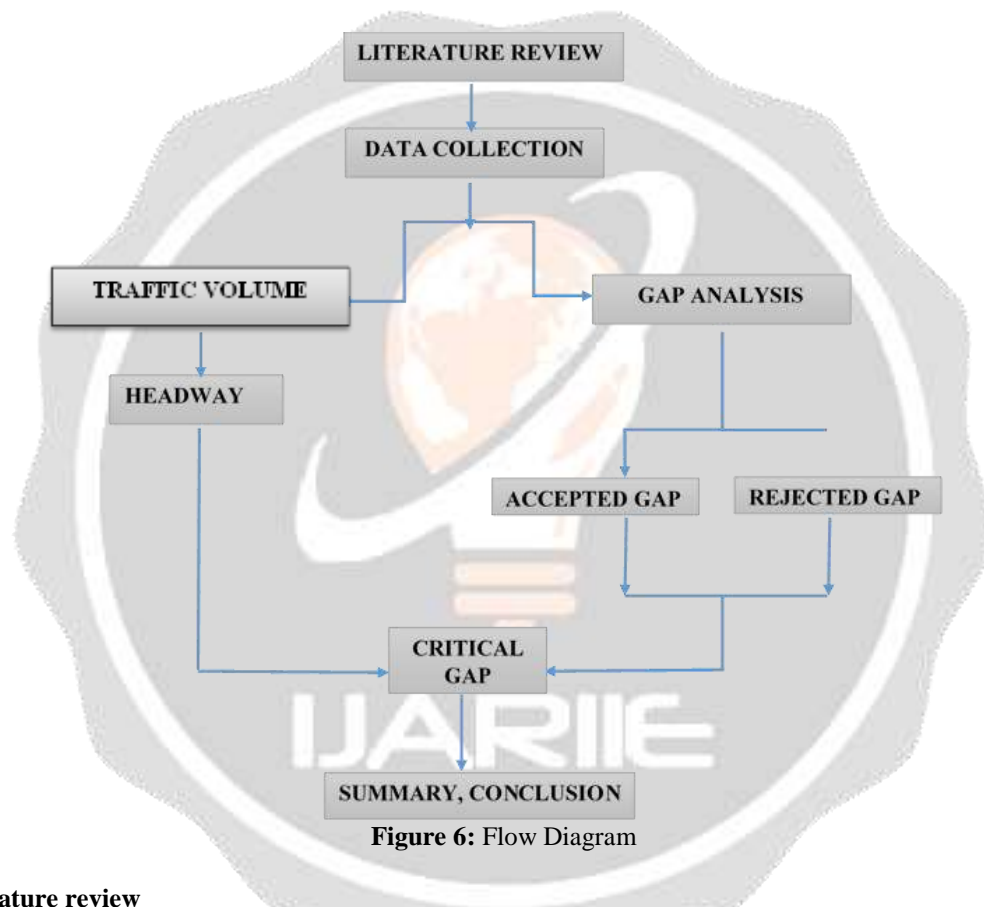 LITERATURE REVIEW
DATA COLLECTION
TRAFFIC VOLUME
GAP ANALYSIS
HEADWAY
ACCEPTED GAP
REJECTED GAP
CRITICAL
GAP
IJARIIE
SUMMARY, CONCLUSION
Figure 6: Flow Diagram
ature review